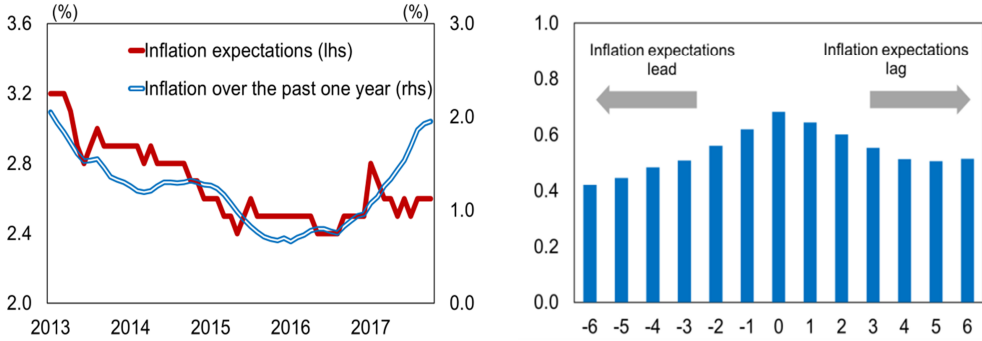 (%)
(%)
3.6
3.2
2.8
2.4
2.0
Inflation expectations (lhs)
Inflation over the past one year (rhs)
3.0
2.0
1.0
0.0
2013 2014 2015 2016 2017
1.0
0.8
0.6
0.4
0.2
0.0
Inflation expectations
lead
Inflation expectations
lag
-6 -5 -4 -3 -2 -1 0 1 2 3 4 5 6